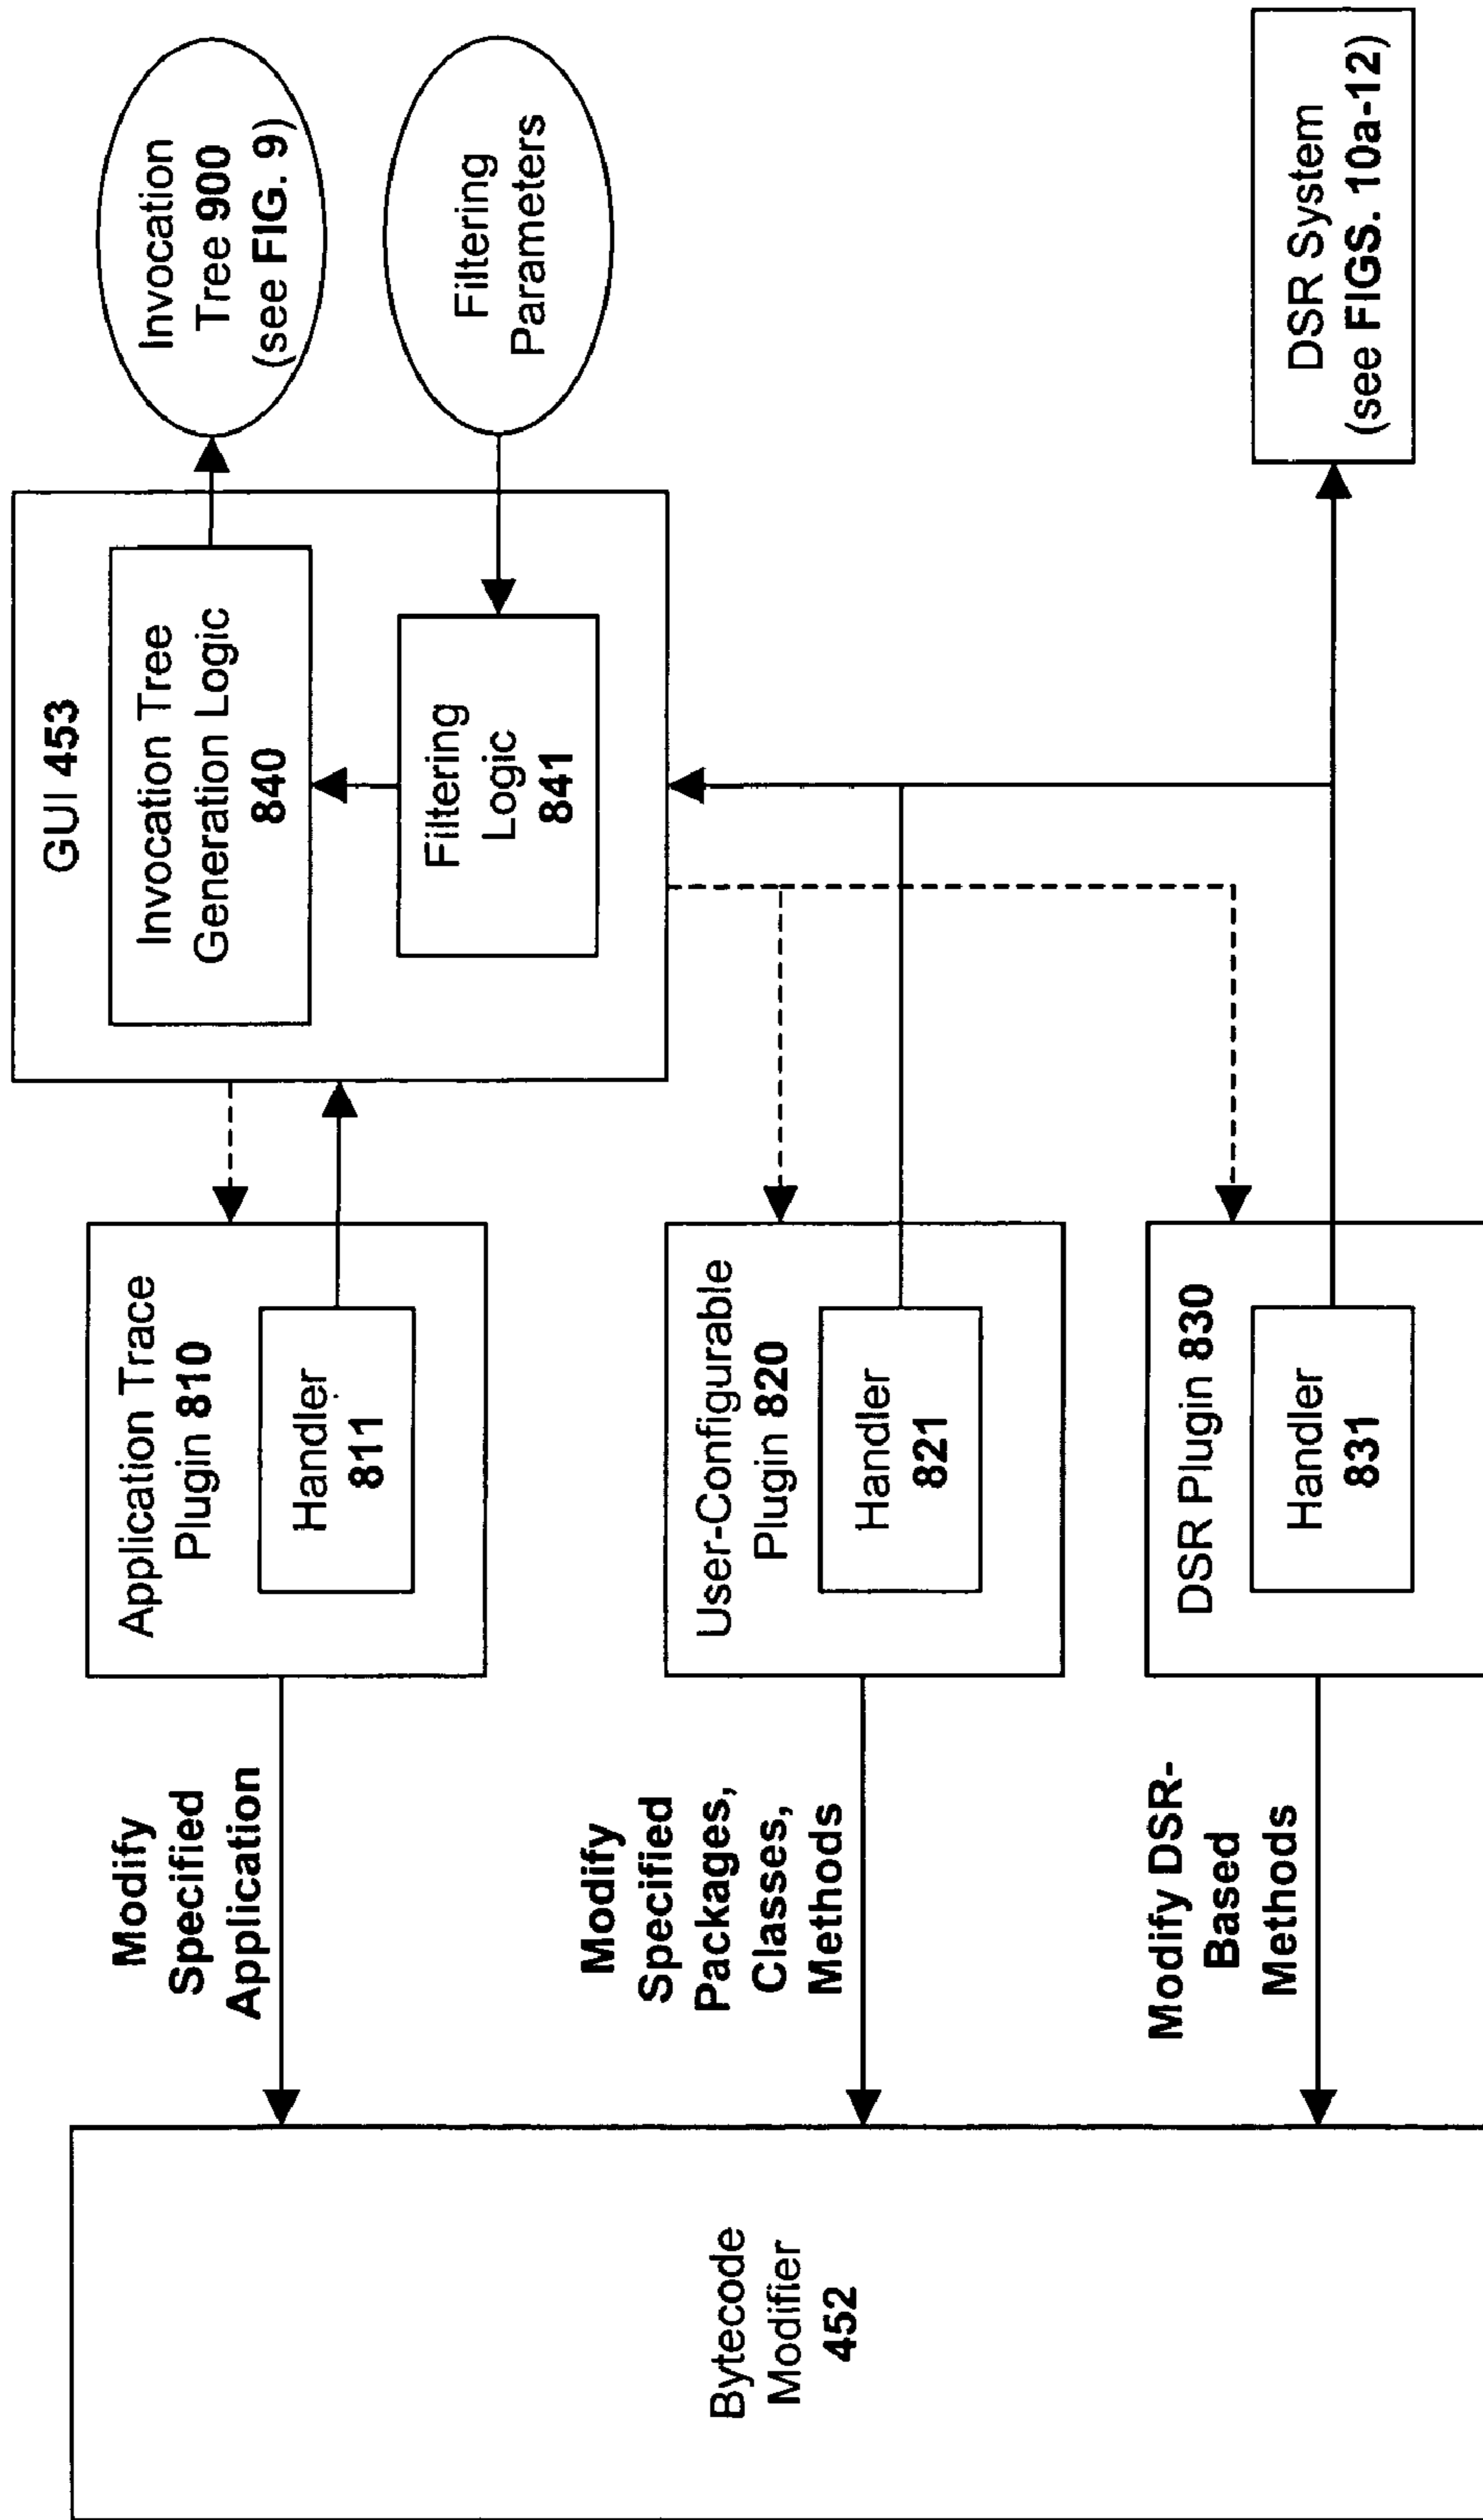 Bytecode
Modifier
452
Modify
Specified
Application
Modify
Specified
Packages,
Classes,
Methods
Modify DSR-
Based
Methods
Application Trace
Plugin 810
Handler
811
User-Configurable
Plugin 820
Handler
821
DSR Plugin 830
Handler
831
GUI 453
Invocation Tree
Generation Logic
840
Filtering
Logic
841
Invocation
Tree 900
(see FIG. 9)
Filtering
Parameters
DSR System
(see FIGS. 10a-12)